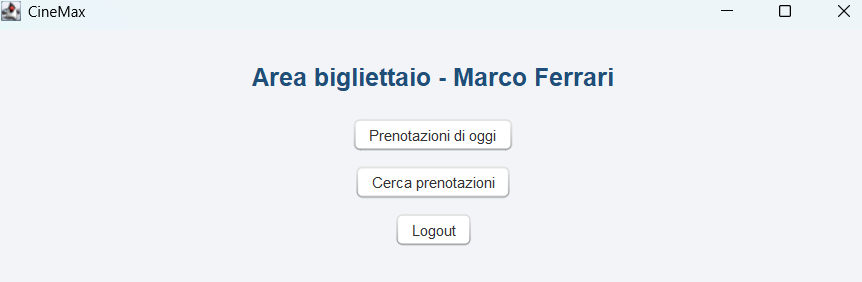 CineMax
Area bigliettaio - Marco Ferrari
Prenotazioni di oggi
Cerca prenotazioni
Logout